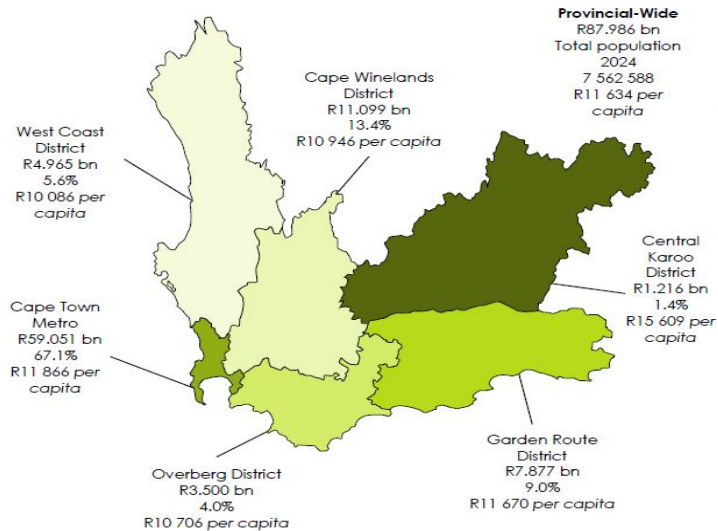 Provincial-Wide
R87.986 bn
Total population
2024
7 562 588
R11 634 per
capita
Cape Winelands
District
R11.099 bn
13.4%
R10 946 per capita
West Coast
District
R4.965 bn
5.6%
R10 086 per
capita
Central
Karoo
District
R1.216 bn
1.4%
R15 609 per
capita
Cape Town
Metro
R59.051 bn
67.1%
R11 866 per
capita
Garden Route
District
R7.877 bn
9.0%
R11 670 per capita
Overberg District
R3.500 bn
4.0%
R10 706 per capita